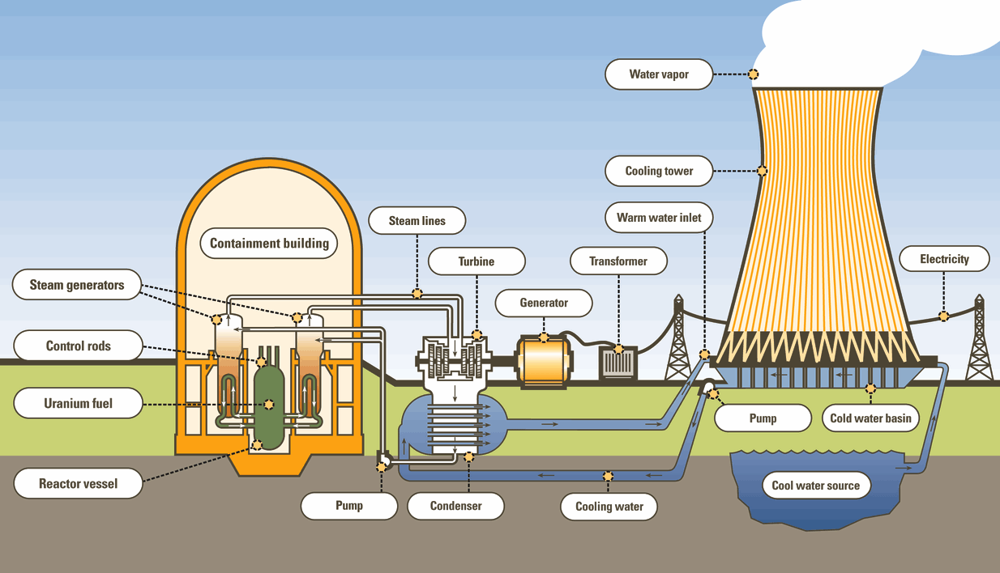 Water vapor
Cooling tower
Warm water inlet
Steam lines
Containment building
Electricity
Turbine
Transformer
Steam generators
Generator
Control rods
Uranium fuel
Pump
Cold water basin
Reactor vessel
Cool water source
Pump
Condenser
Cooling water